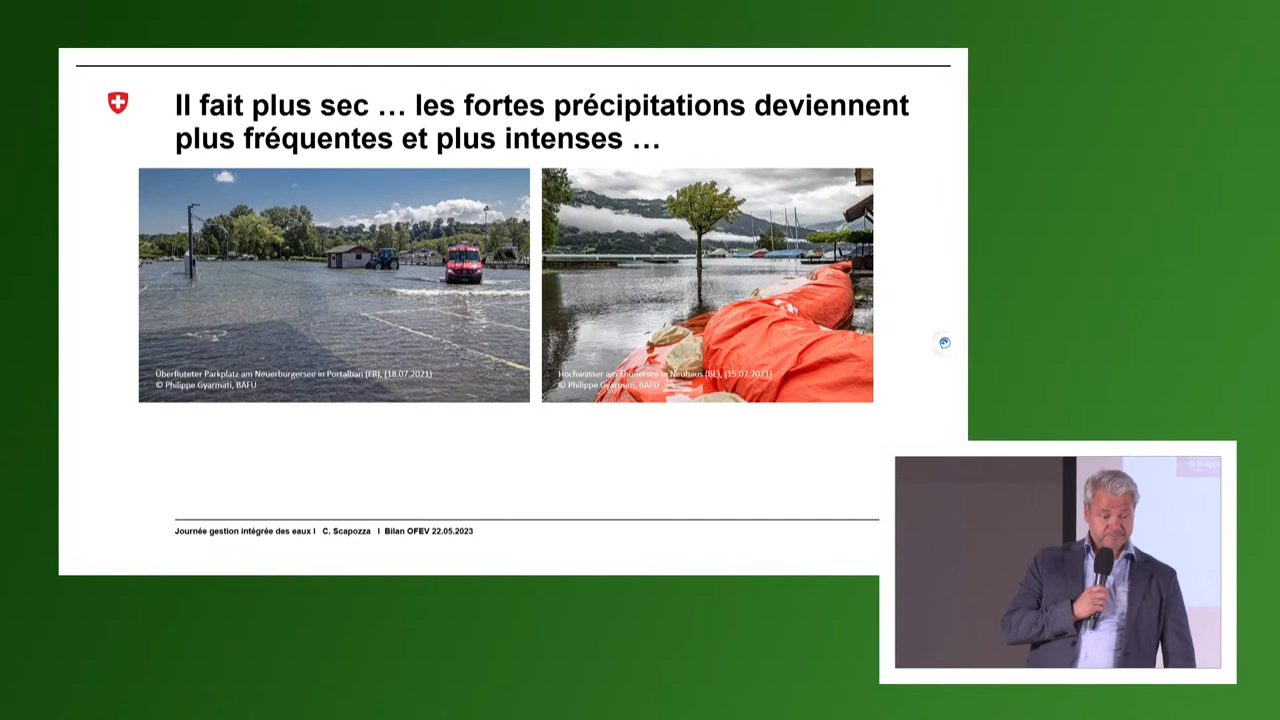 Il fait plus sec … les fortes précipitations deviennent
plus fréquentes et plus intenses …
Überfluteter Parkplatz am Neuerburgersee in Portalban (FR), (18.07.2021)
© Philippe Gyarmati, BAFU
Hochwasser am Thunersee in Neuhaus (BE), (15.07.2021)
© Philippe Gyarmati, BAFU
Journée gestion intégrée des eaux I C. Scapozza I Bilan OFEV 22.05.2023